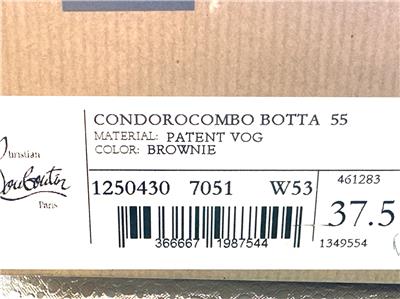 CONDOROCOMBO BOTTA 55
MATERIAL: PATENT VOG
COLOR: BROWNIE
Christian
Louboutin
Paris
1250430 7051 W53
461283
37.5
1349554
366667 1987544